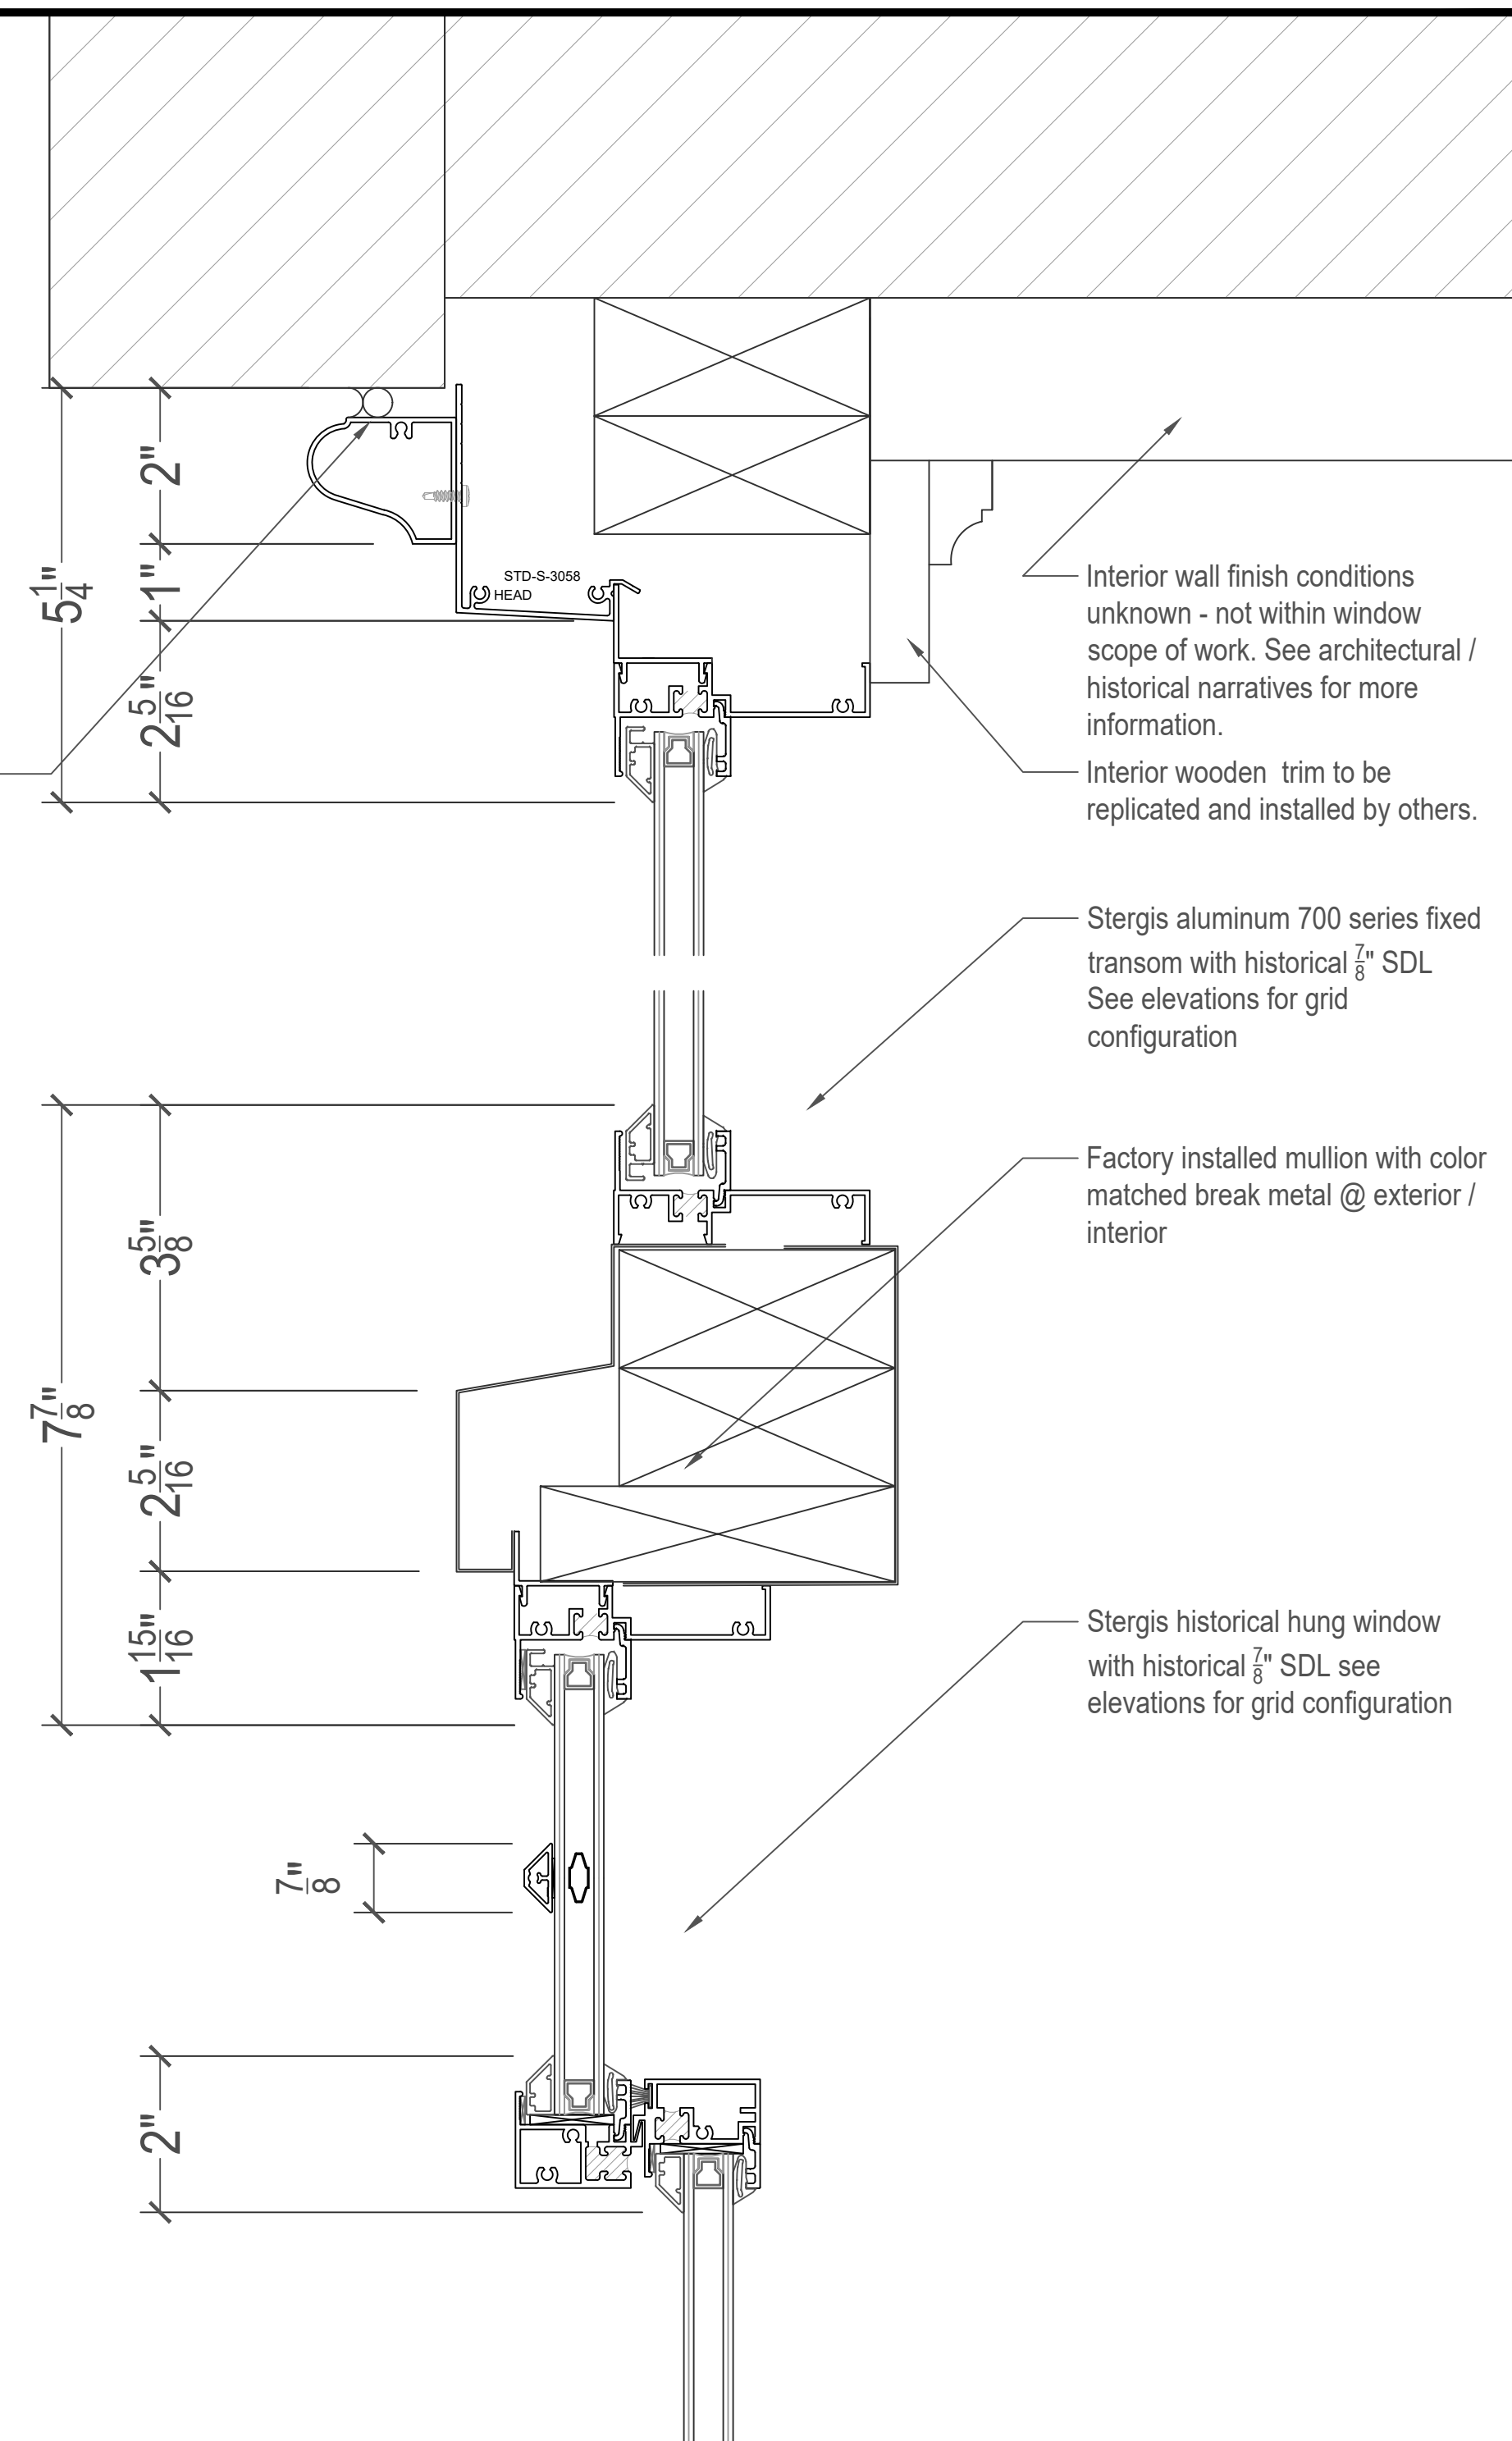 2"
5 1/4"
1"
2 5/16"
STD-S-3058
HEAD
Interior wall finish conditions
unknown - not within window
scope of work. See architectural /
historical narratives for more
information.
Interior wooden trim to be
replicated and installed by others.
Stergis aluminum 700 series fixed
transom with historical 7/8" SDL
See elevations for grid
configuration
Factory installed mullion with color
matched break metal @ exterior /
interior
3 5/8"
7 7/8"
2 5/16"
1 15/16"
Stergis historical hung window
with historical 7/8" SDL see
elevations for grid configuration
7/8"
2"